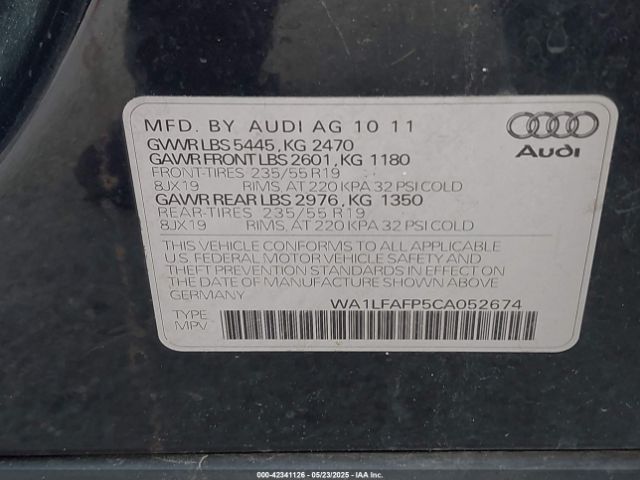 MFD. BY AUDI AG 10 11
GVWR LBS 5445, KG 2470
GAWR FRONT LBS 2601, KG 1180
FRONT-TIRES 235/55 R19
8JX19 RIMS, AT 220 KPA 32 PSI COLD
GAWR REAR LBS 2976, KG 1350
REAR-TIRES 235/55 R19
8JX19 RIMS, AT 220 KPA 32 PSI COLD
Audi
THIS VEHICLE CONFORMS TO ALL APPLICABLE
U.S. FEDERAL MOTOR VEHICLE SAFETY AND
THEFT PREVENTION STANDARDS IN EFFECT ON
THE DATE OF MANUFACTURE SHOWN ABOVE
GERMANY WA1LFAFP5CA052674
TYPE
MPV
000-42341126 - 05/23/2025 - IAA Inc.